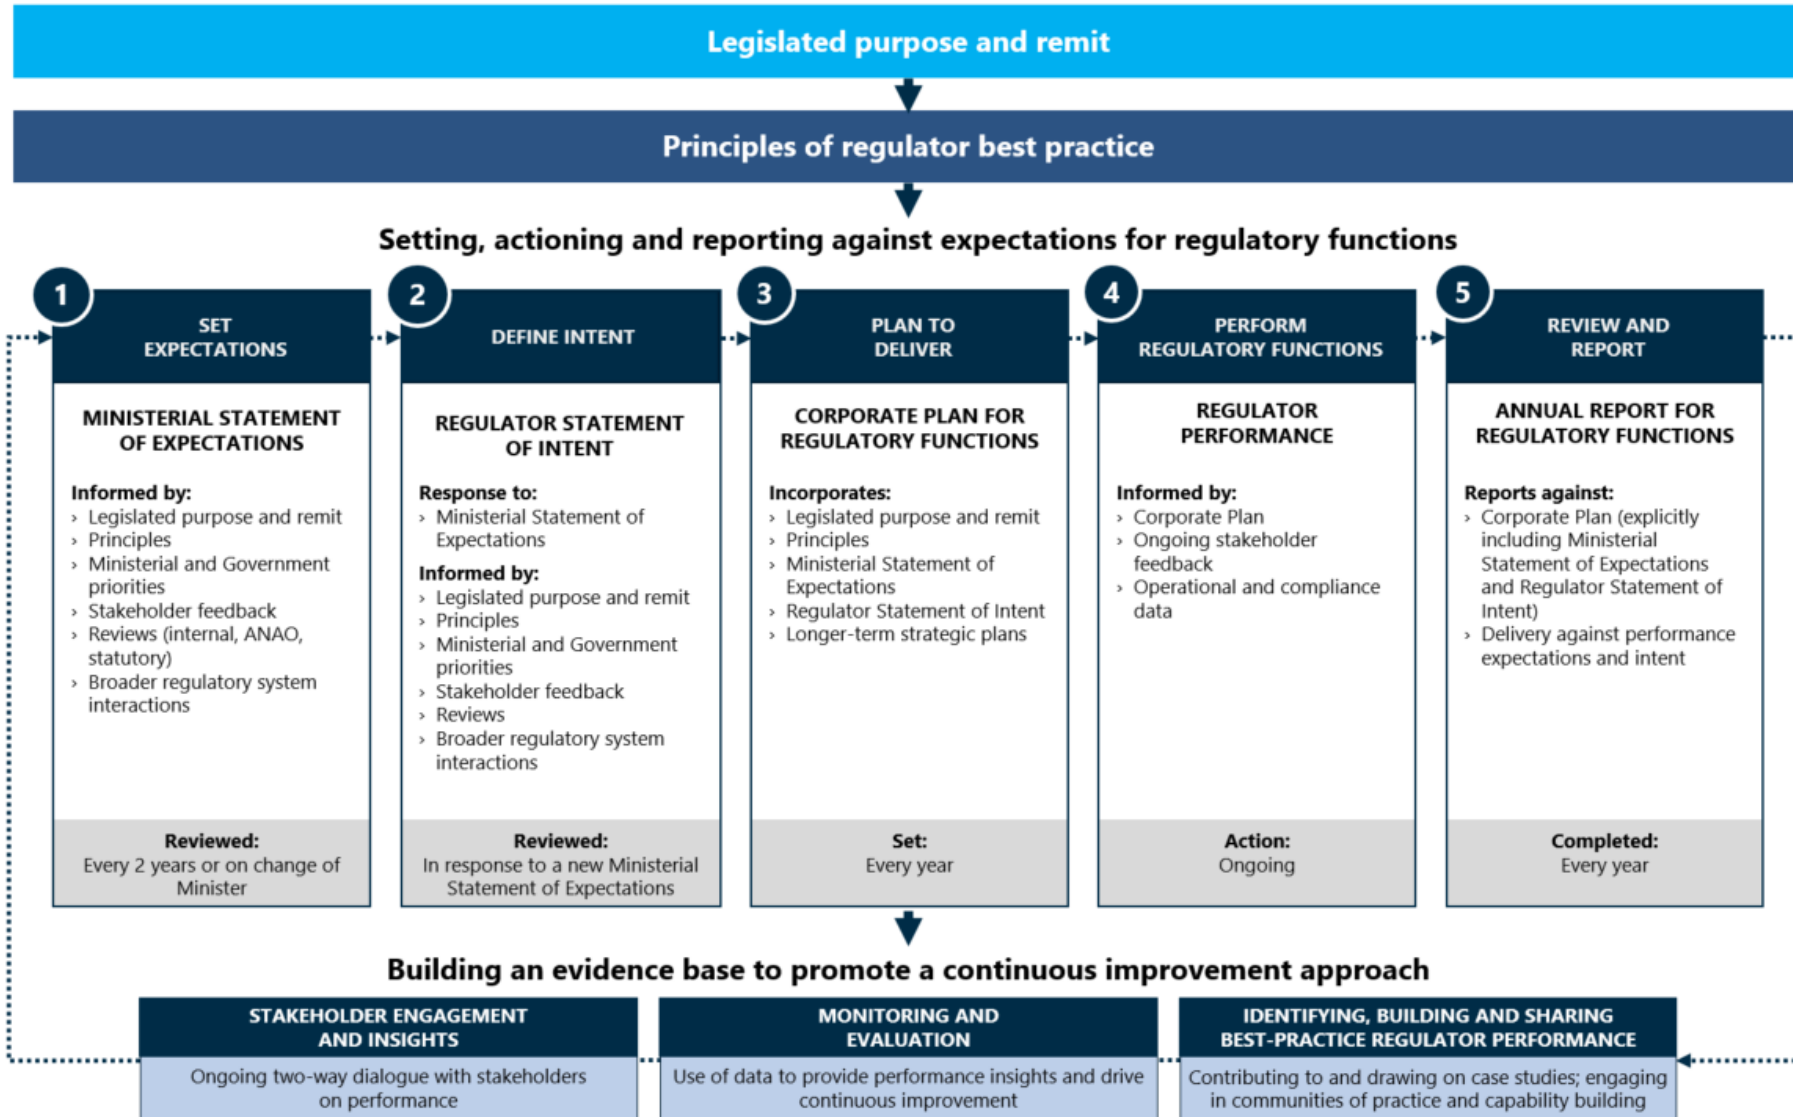 Legislated purpose and remit
Principles of regulator best practice
Setting, actioning and reporting against expectations for regulatory functions
1
SET
EXPECTATIONS
MINISTERIAL STATEMENT
OF EXPECTATIONS
Informed by:
› Legislated purpose and remit
› Principles
› Ministerial and Government
priorities
› Stakeholder feedback
› Reviews (internal, ANAO,
statutory)
› Broader regulatory system
interactions
Reviewed:
Every 2 years or on change of
Minister
2
DEFINE INTENT
REGULATOR STATEMENT
OF INTENT
Response to:
› Ministerial Statement of
Expectations
Informed by:
› Legislated purpose and remit
› Principles
› Ministerial and Government
priorities
› Stakeholder feedback
› Reviews
› Broader regulatory system
interactions
Reviewed:
In response to a new Ministerial
Statement of Expectations
3
PLAN TO
DELIVER
CORPORATE PLAN FOR
REGULATORY FUNCTIONS
Incorporates:
› Legislated purpose and remit
› Principles
› Ministerial Statement of
Expectations
› Regulator Statement of Intent
› Longer-term strategic plans
Set:
Every year
4
PERFORM
REGULATORY FUNCTIONS
REGULATOR
PERFORMANCE
Informed by:
› Corporate Plan
› Ongoing stakeholder
feedback
› Operational and compliance
data
Action:
Ongoing
5
REVIEW AND
REPORT
ANNUAL REPORT FOR
REGULATORY FUNCTIONS
Reports against:
› Corporate Plan (explicitly
including Ministerial
Statement of Expectations
and Regulator Statement of
Intent)
› Delivery against performance
expectations and intent
Completed:
Every year
Building an evidence base to promote a continuous improvement approach
STAKEHOLDER ENGAGEMENT
AND INSIGHTS
Ongoing two-way dialogue with stakeholders
on performance
MONITORING AND
EVALUATION
Use of data to provide performance insights and drive
continuous improvement
IDENTIFYING, BUILDING AND SHARING
BEST-PRACTICE REGULATOR PERFORMANCE
Contributing to and drawing on case studies; engaging
in communities of practice and capability building